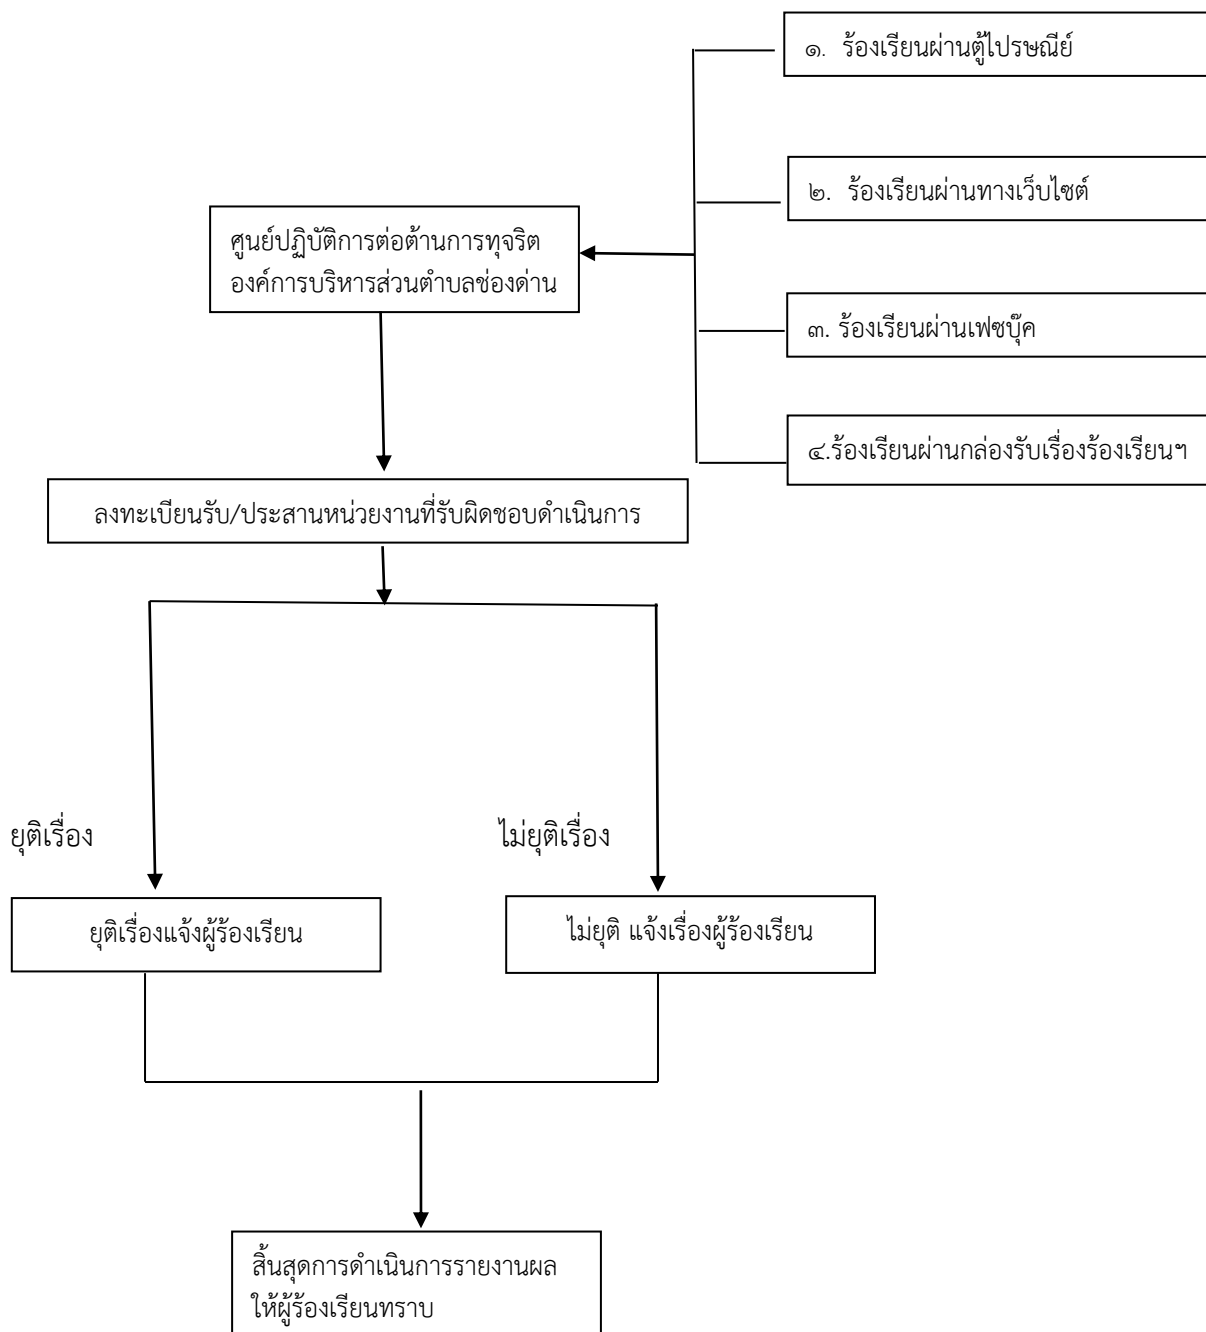 ๑. ร้องเรียนผ่านตู้ไปรษณีย์
๒. ร้องเรียนผ่านทางเว็บไซต์
ศูนย์ปฏิบัติการต่อต้านการทุจริต
องค์การบริหารส่วนตำบลช่องด่าน
๓. ร้องเรียนผ่านเฟซบุ๊ค
๔.ร้องเรียนผ่านกล่องรับเรื่องร้องเรียนฯ
ลงทะเบียนรับ/ประสานหน่วยงานที่รับผิดชอบดำเนินการ
ยุติเรื่อง
ไม่ยุติเรื่อง
ยุติเรื่องแจ้งผู้ร้องเรียน
ไม่ยุติ แจ้งเรื่องผู้ร้องเรียน
สิ้นสุดการดำเนินการรายงานผล
ให้ผู้ร้องเรียนทราบ